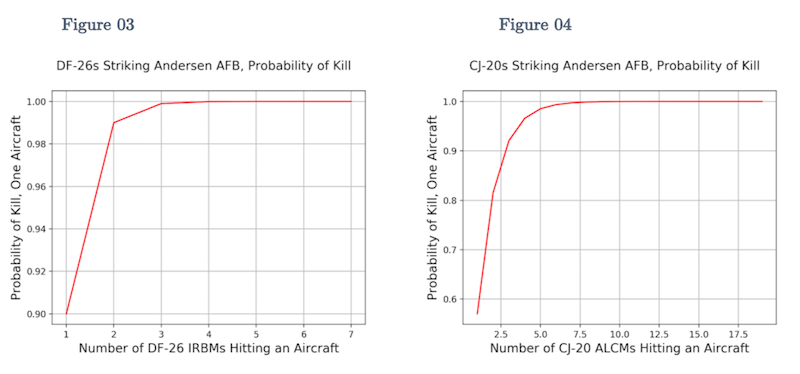 Figure 03
DF-26s Striking Andersen AFB, Probability of Kill
Probability of Kill, One Aircraft
1.00
0.98
0.96
0.94
0.92
0.90
1 2 3 4 5 6 7
Number of DF-26 IRBMs Hitting an Aircraft
Figure 04
CJ-20s Striking Andersen AFB, Probability of Kill
Probability of Kill, One Aircraft
1.0
0.9
0.8
0.7
0.6
2.5 5.0 7.5 10.0 12.5 15.0 17.5
Number of CJ-20 ALCMs Hitting an Aircraft